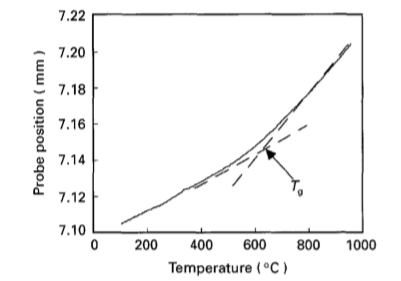 7.22
7.20
7.18
7.16
7.14
7.12
7.10
Probe position ( mm )
Tg
0 200 400 600 800 1000
Temperature ( °C )